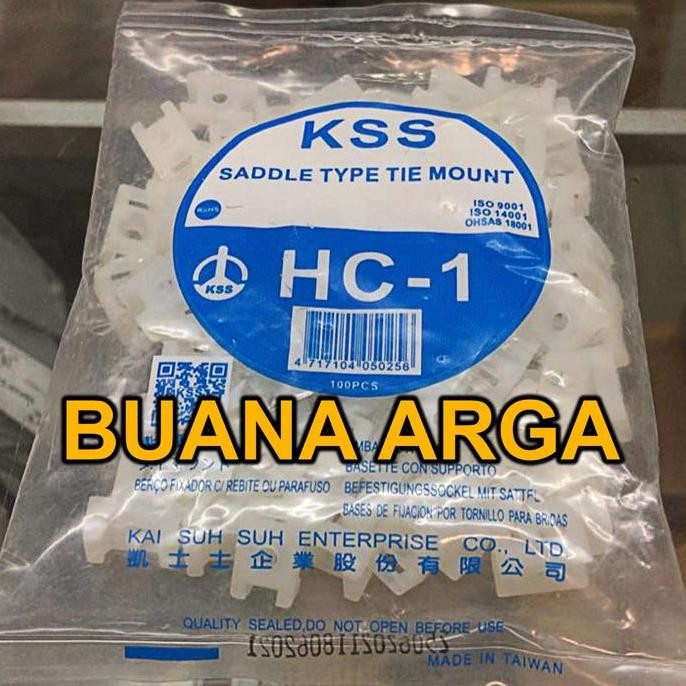 KSS
SADDLE TYPE TIE MOUNT
RoHS
ISO 9001
ISO 14001
OHSAS 18001
KSS
HC-1
4 717104 050256
100PCS
KSS
BUANA ARGA
BASETTE CON SUPPORTO
BERÇO FIXADOR C/ REBITE OU PARAFUSO
BEFESTIGUNGSSOCKEL MIT
BASES DE FIJACION POR TORNILLO PARA BRIDAS
KAI SUH SUH ENTERPRISE CO., LTD.
凱士士企業股份有限公司
QUALITY SEALED,DO NOT OPEN BEFORE USE
MADE IN TAIWAN